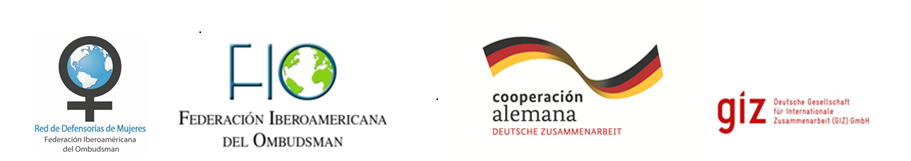 Red de Defensorías de Mujeres
Federación Iberoamericana
del Ombudsman
FIO
FEDERACIÓN IBEROAMERICANA
DEL OMBUDSMAN
cooperación
alemana
DEUTSCHE ZUSAMMENARBEIT
giz
Deutsche Gesellschaft
für Internationale
Zusammenarbeit (GIZ) GmbH